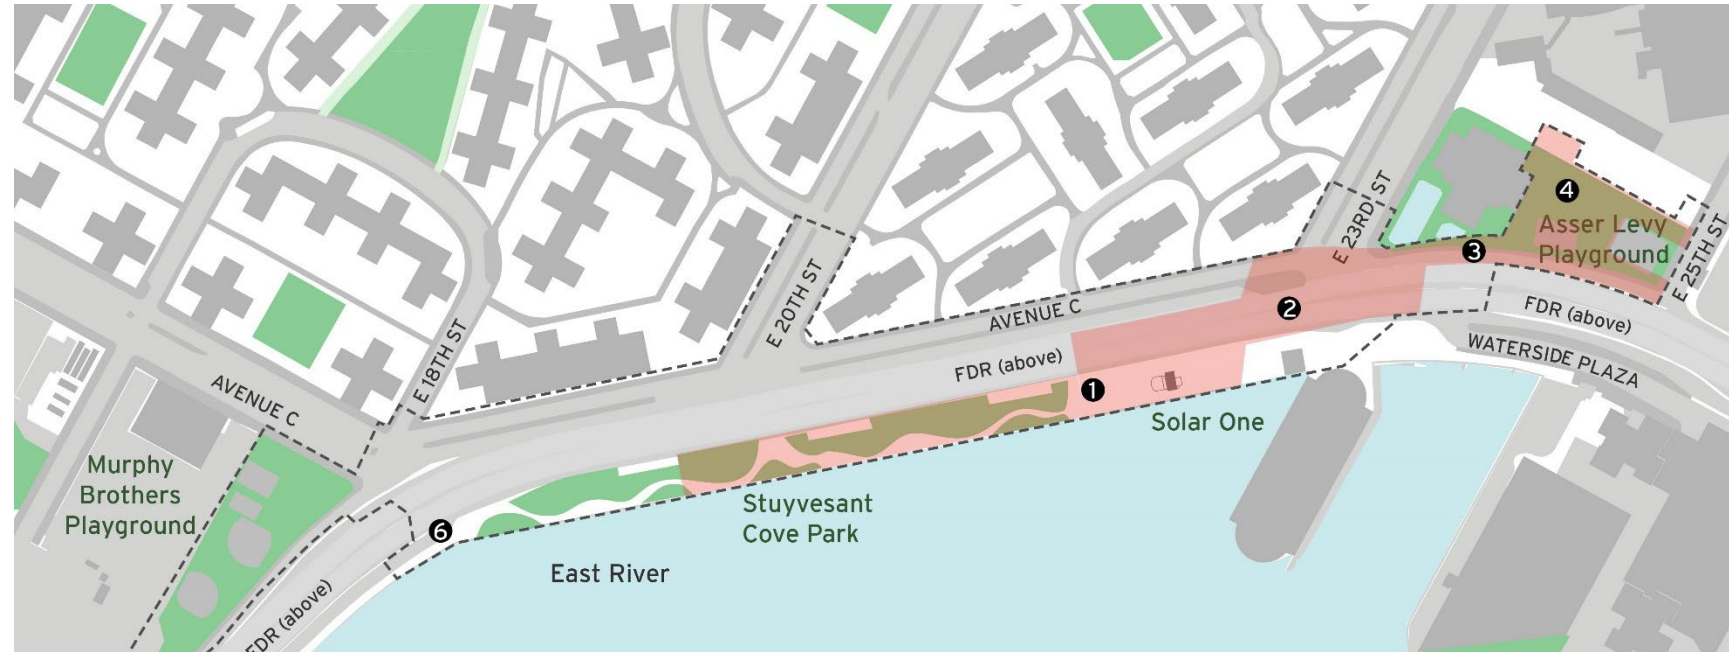 E 23RD ST
4
Asser Levy
Playground
3
E 25TH ST
E 20TH ST
AVENUE C
2
FDR (above)
FDR (above)
WATERSIDE PLAZA
E 18TH ST
AVENUE C
1
Solar One
Murphy
Brothers
Playground
Stuyvesant
Cove Park
6
East River
FDR (above)